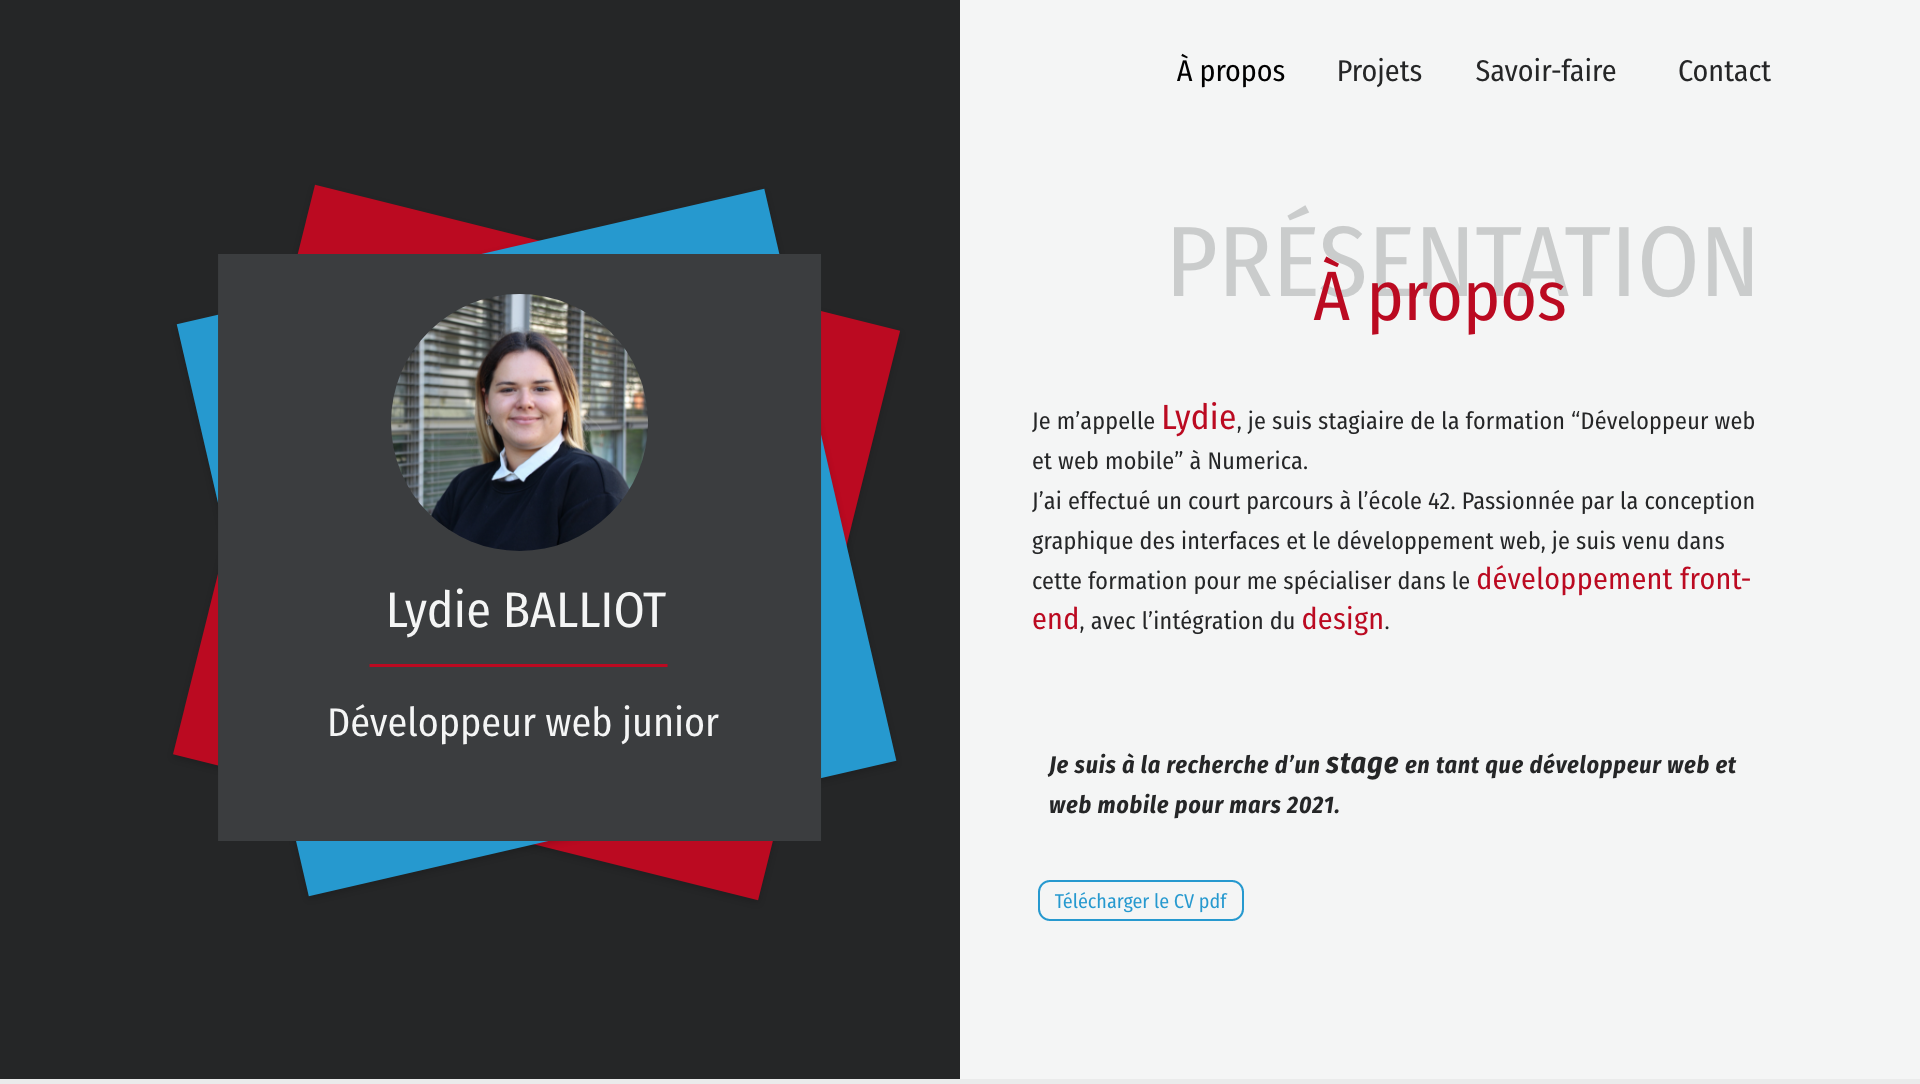 Lydie BALLIOT
Développeur web junior
À propos
Projets
Savoir-faire
Contact
PRÉSENTATION
À propos
Je m’appelle Lydie, je suis stagiaire de la formation “Développeur web
et web mobile” à Numerica.
J’ai effectué un court parcours à l’école 42. Passionnée par la conception
graphique des interfaces et le développement web, je suis venu dans
cette formation pour me spécialiser dans le développement front-
end, avec l’intégration du design.
Je suis à la recherche d’un stage en tant que développeur web et
web mobile pour mars 2021.
Télécharger le CV pdf